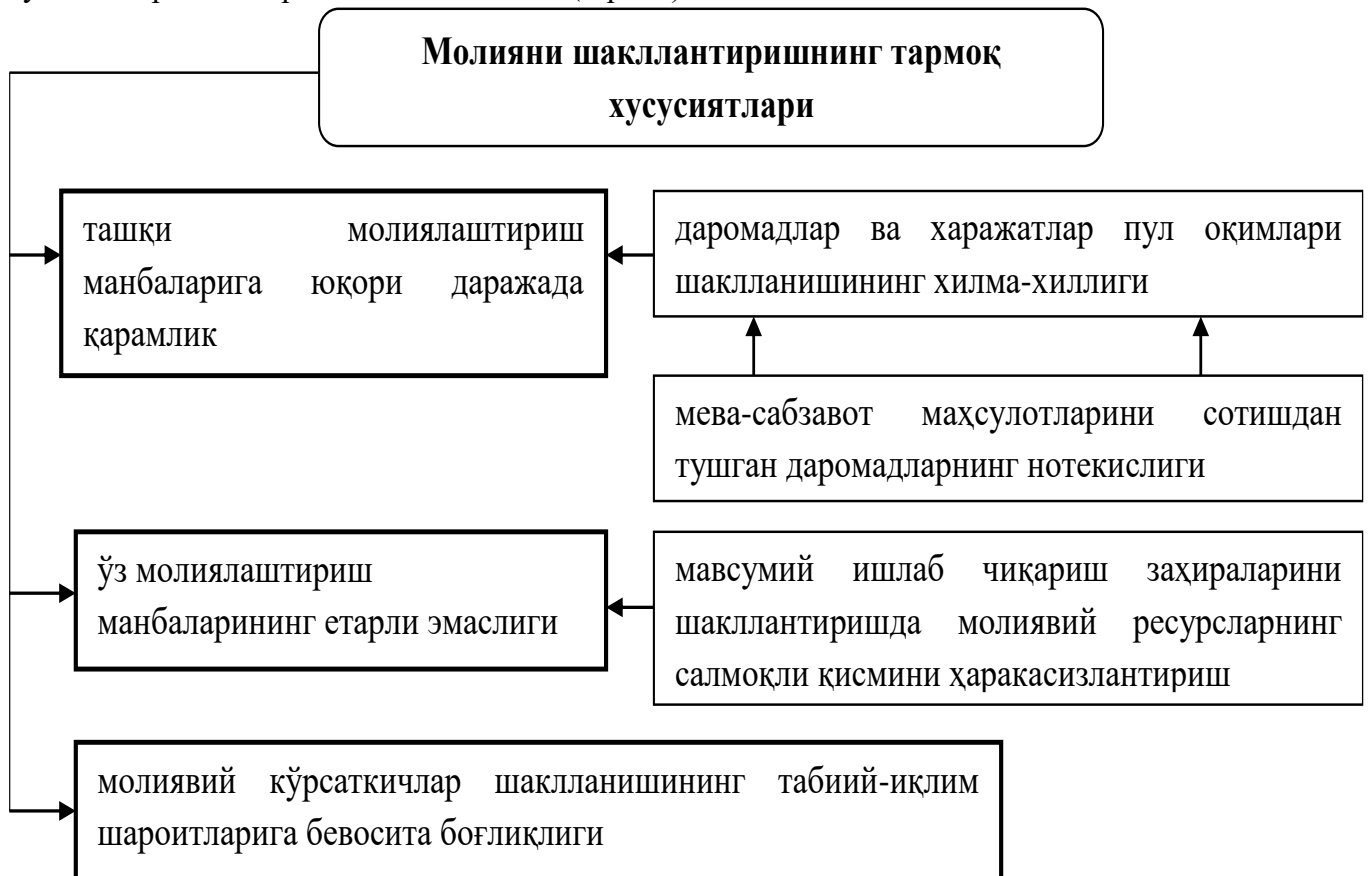 Молияни шакллантиришнинг тармоқ
хусусиятлари
ташқи молиялаштириш
манбаларига юқори даражада
қарамлик
даромадлар ва харажатлар пул оқимлари
шаклланишининг хилма-хиллиги
мева-сабзавот маҳсулотларини сотишдан
тушган даромадларнинг нотекислиги
ўз молиялаштириш
манбаларининг етарли эмаслиги
мавсумий ишлаб чиқариш заҳираларини
шакллантиришда молиявий ресурсларнинг
салмоқли қисмини ҳаракасизлантириш
молиявий кўрсаткичлар шаклланишининг табиий-иқлим
шароитларига бевосита боғлиқлиги